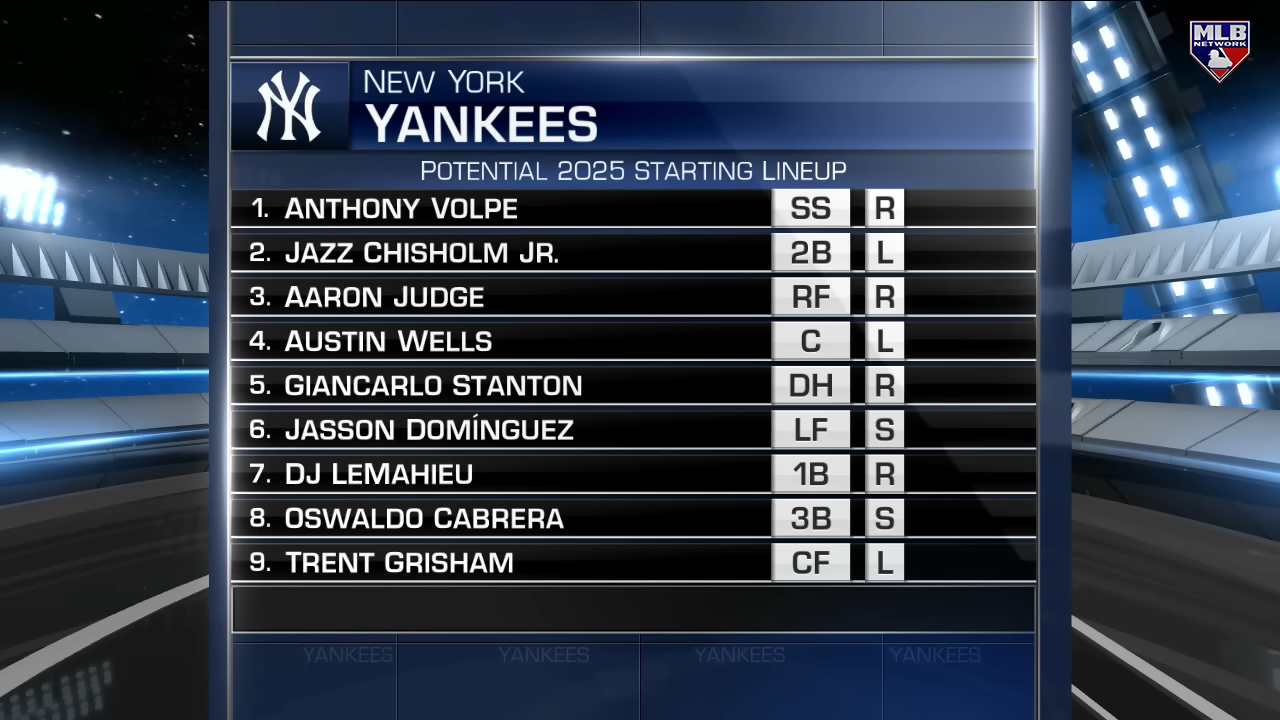 MLB
NETWORK
NY
NEW YORK
YANKEES
POTENTIAL 2025 STARTING LINEUP
1. ANTHONY VOLPE SS R
2. JAZZ CHISHOLM JR. 2B L
3. AARON JUDGE RF R
4. AUSTIN WELLS C L
5. GIANCARLO STANTON DH R
6. JASSON DOMÍNGUEZ LF S
7. DJ LEMAHIEU 1B R
8. OSWALDO CABRERA 3B S
9. TRENT GRISHAM CF L
YANKEES YANKEES YANKEES YANKEES